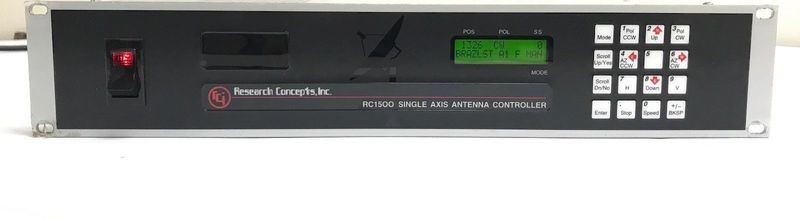 POS POL SS
1326 CW 0
BRAZLST A1 F MAN
MODE
RCi Research Concepts, Inc.
RC1500 SINGLE AXIS ANTENNA CONTROLLER
Mode 1 Pol CCW 2 Up 3 Pol CW
Scroll Up/Yes 4 AZ CCW 5 6 AZ CW
Scroll Dn/No 7 H 8 Down 9 V
Enter . Stop 0 Speed +/- BKSP